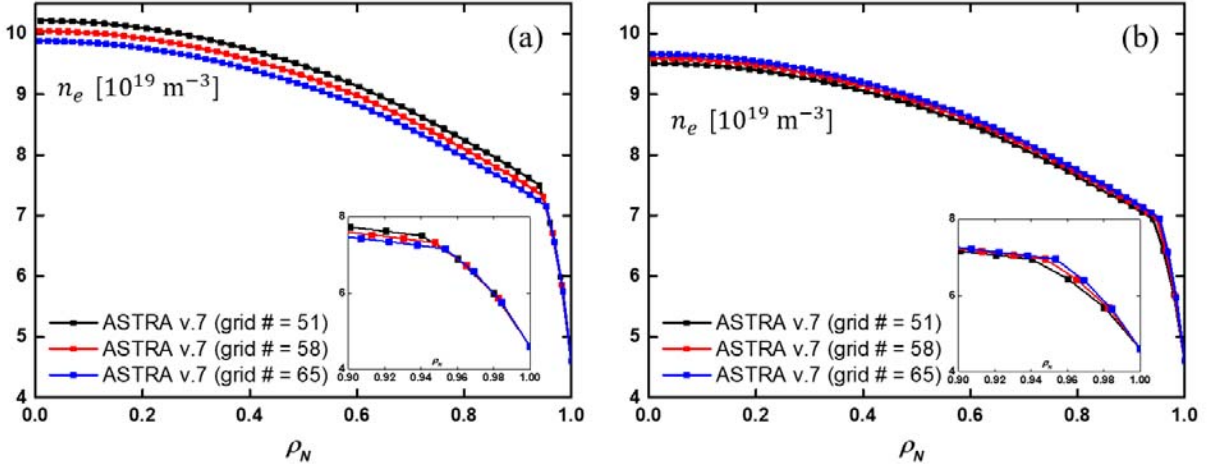 (a)
10
9
8
7
6
5
4
n_e [10^19 m^-3]
ASTRA v.7 (grid # = 51)
ASTRA v.7 (grid # = 58)
ASTRA v.7 (grid # = 65)
8
6
4
0.90 0.92 0.94 0.96 0.98 1.00
ρ_N
0.0 0.2 0.4 0.6 0.8 1.0
ρ_N
(b)
10
9
8
7
6
5
4
n_e [10^19 m^-3]
ASTRA v.7 (grid # = 51)
ASTRA v.7 (grid # = 58)
ASTRA v.7 (grid # = 65)
8
6
4
0.90 0.92 0.94 0.96 0.98 1.00
ρ_N
0.0 0.2 0.4 0.6 0.8 1.0
ρ_N